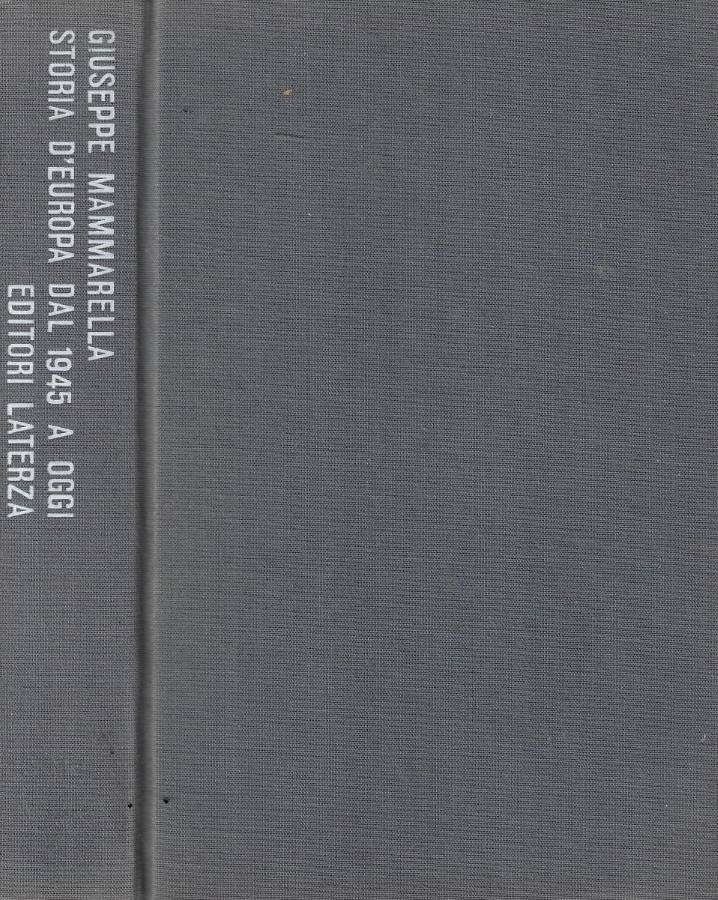 GIUSEPPE MAMMARELLA
STORIA D'EUROPA DAL 1945 A OGGI
EDITORI LATERZA